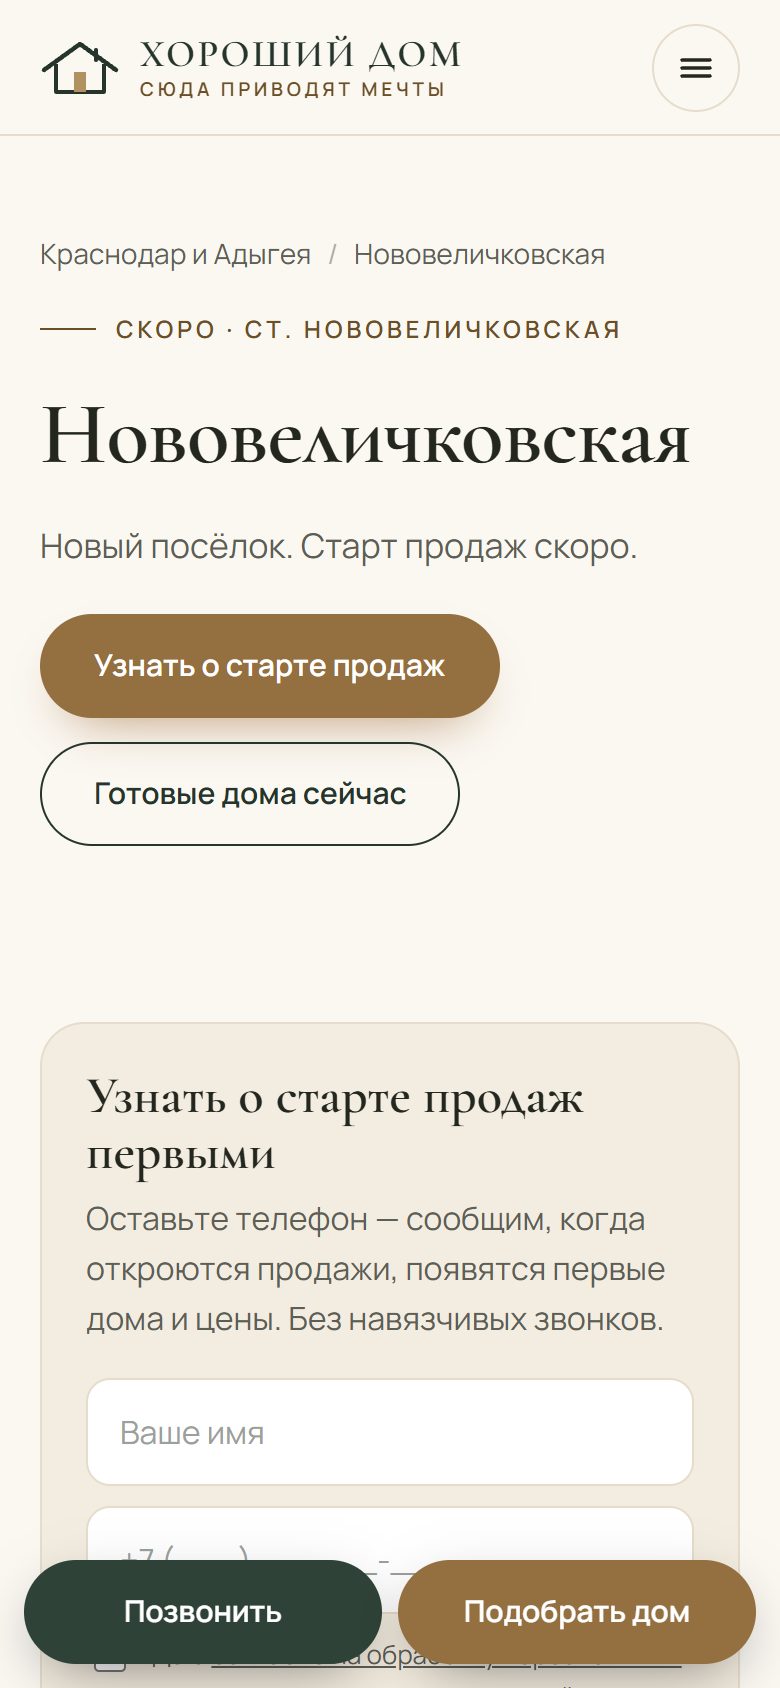 ХОРОШИЙ ДОМ
СЮДА ПРИВОДЯТ МЕЧТЫ
Краснодар и Адыгея / Нововеличковская
СКОРО · СТ. НОВОВЕЛИЧКОВСКАЯ
Нововеличковская
Новый посёлок. Старт продаж скоро.
Узнать о старте продаж
Готовые дома сейчас
Узнать о старте продаж
первыми
Оставьте телефон — сообщим, когда
откроются продажи, появятся первые
дома и цены. Без навязчивых звонков.
Ваше имя
+7 (
Позвонить
Подобрать дом